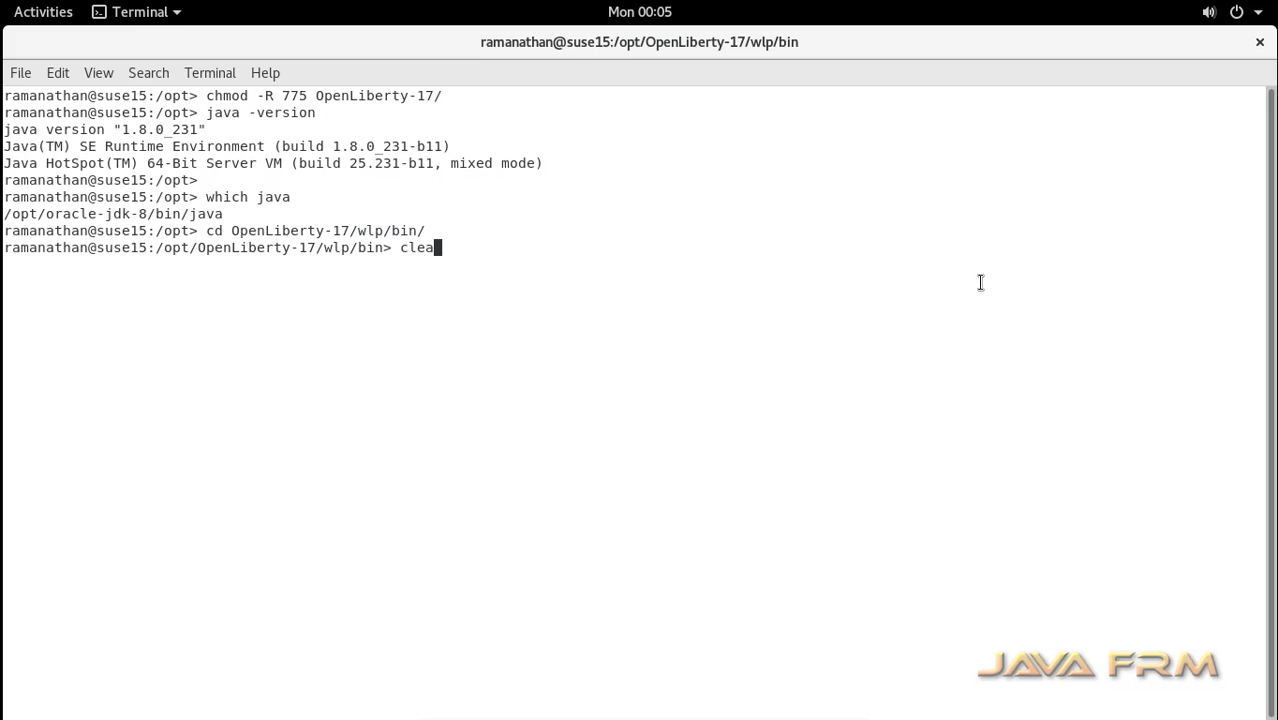 Activities Terminal Mon 00:05
ramanathan@suse15:/opt/OpenLiberty-17/wlp/bin
File Edit View Search Terminal Help
ramanathan@suse15:/opt> chmod -R 775 OpenLiberty-17/
ramanathan@suse15:/opt> java -version
java version "1.8.0_231"
Java(TM) SE Runtime Environment (build 1.8.0_231-b11)
Java HotSpot(TM) 64-Bit Server VM (build 25.231-b11, mixed mode)
ramanathan@suse15:/opt>
ramanathan@suse15:/opt> which java
/opt/oracle-jdk-8/bin/java
ramanathan@suse15:/opt> cd OpenLiberty-17/wlp/bin/
ramanathan@suse15:/opt/OpenLiberty-17/wlp/bin> clea
JAVA FRM